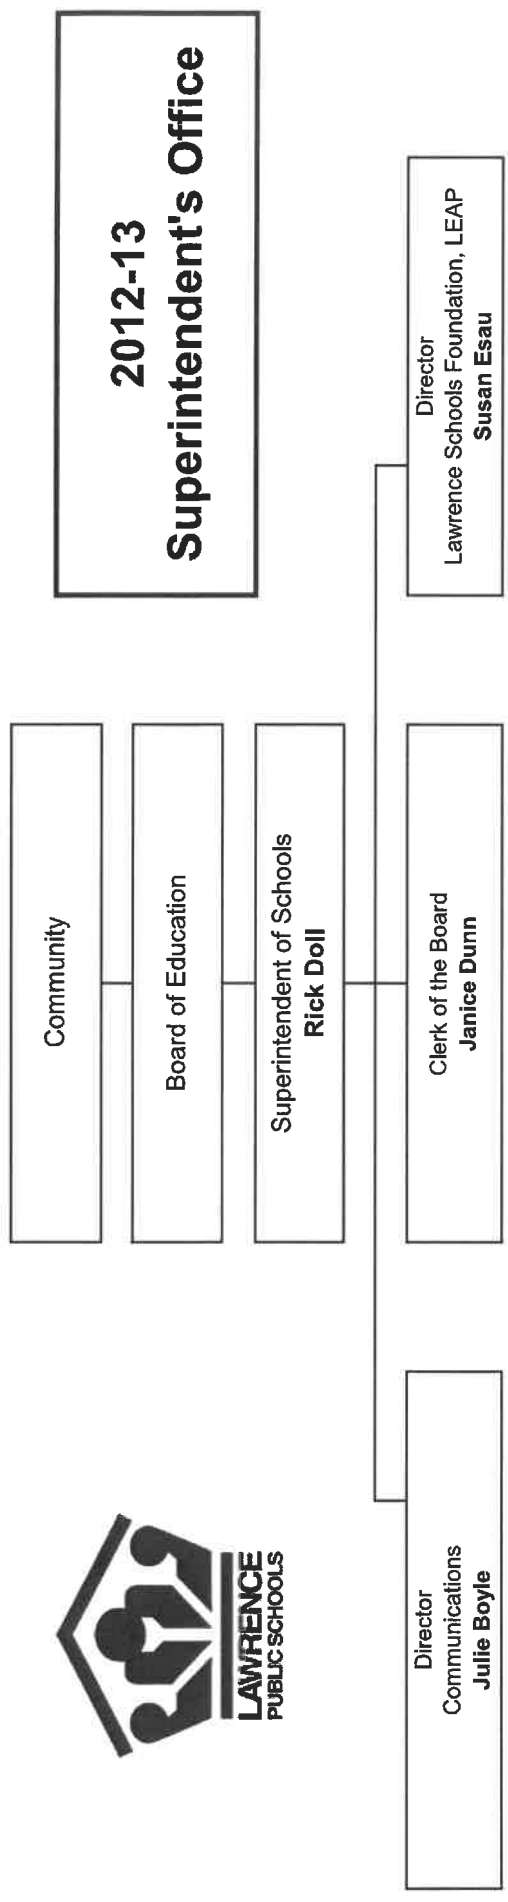 LAWRENCE
PUBLIC SCHOOLS
Community
2012-13
Superintendent's Office
Board of Education
Superintendent of Schools
Rick Doll
Director
Communications
Julie Boyle
Clerk of the Board
Janice Dunn
Director
Lawrence Schools Foundation, LEAP
Susan Esau